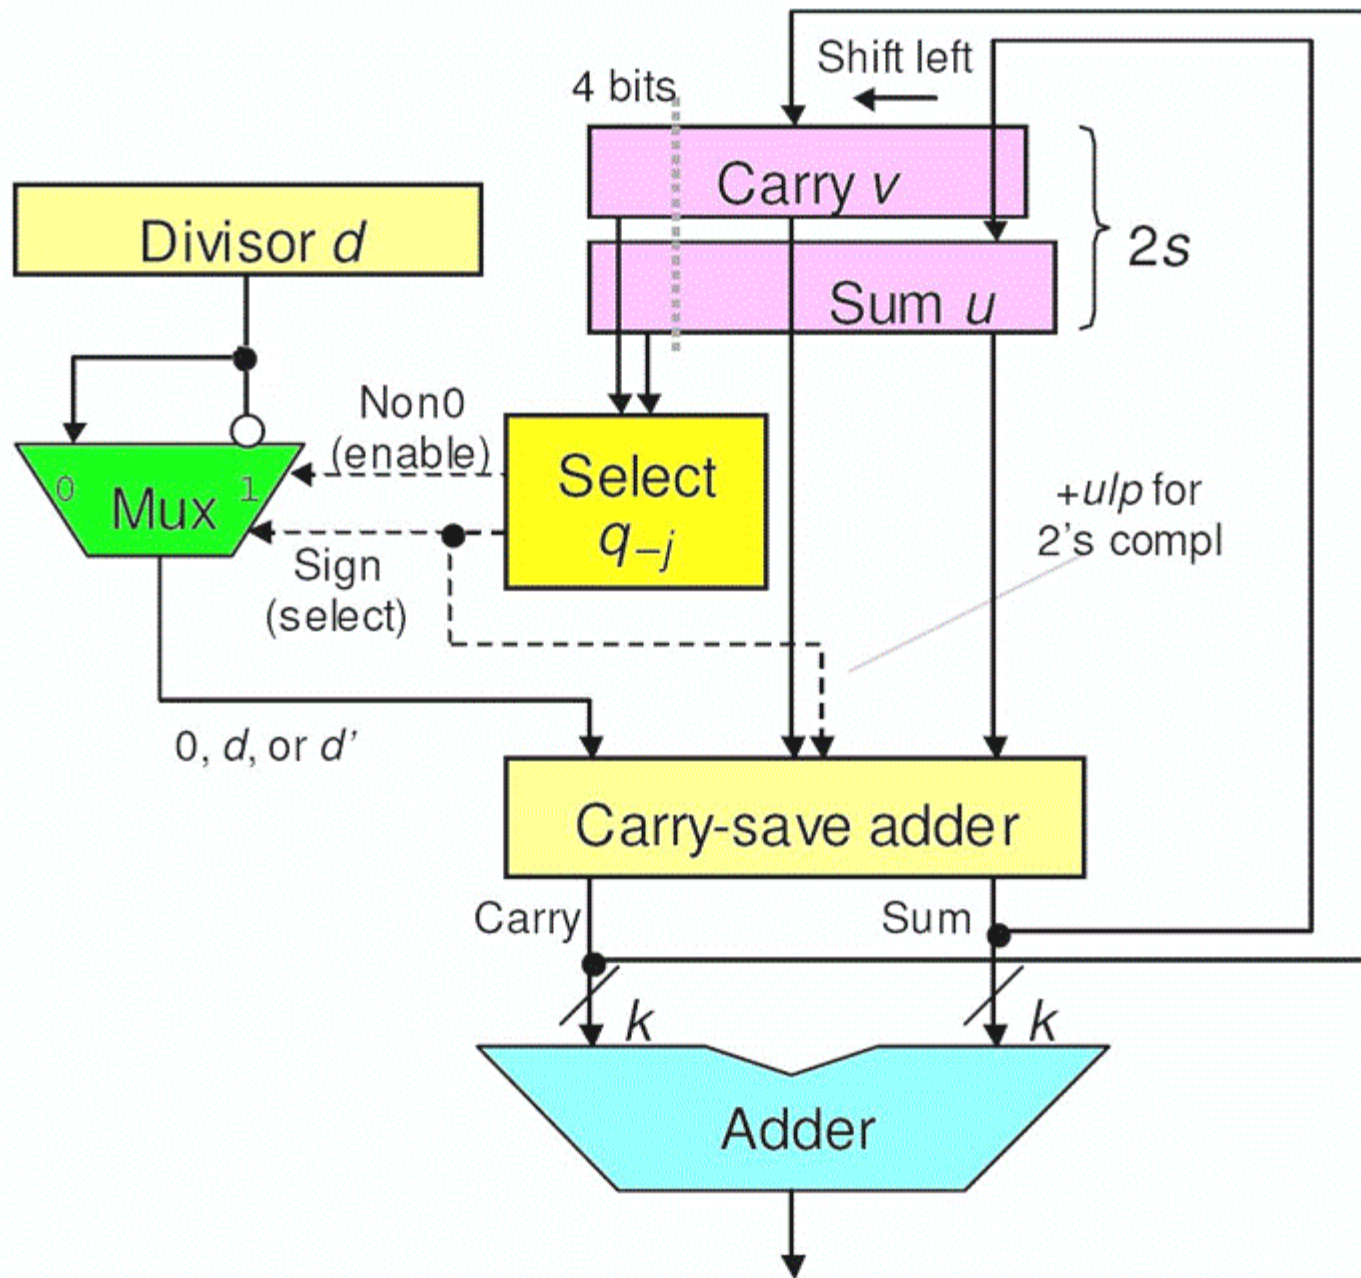 Shift left
4 bits
Carry v
Divisor d
2s
Sum u
Non0
(enable)
Select
q–j
0 Mux 1
+ulp for
2's compl
Sign
(select)
0, d, or d'
Carry-save adder
Carry
Sum
k
k
Adder